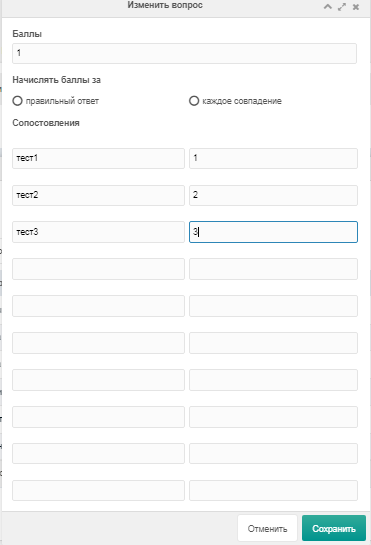 Изменить вопрос
Баллы
1
Начислять баллы за
правильный ответ
каждое совпадение
Сопоставления
тест1 1
тест2 2
тест3 3
Отменить Сохранить